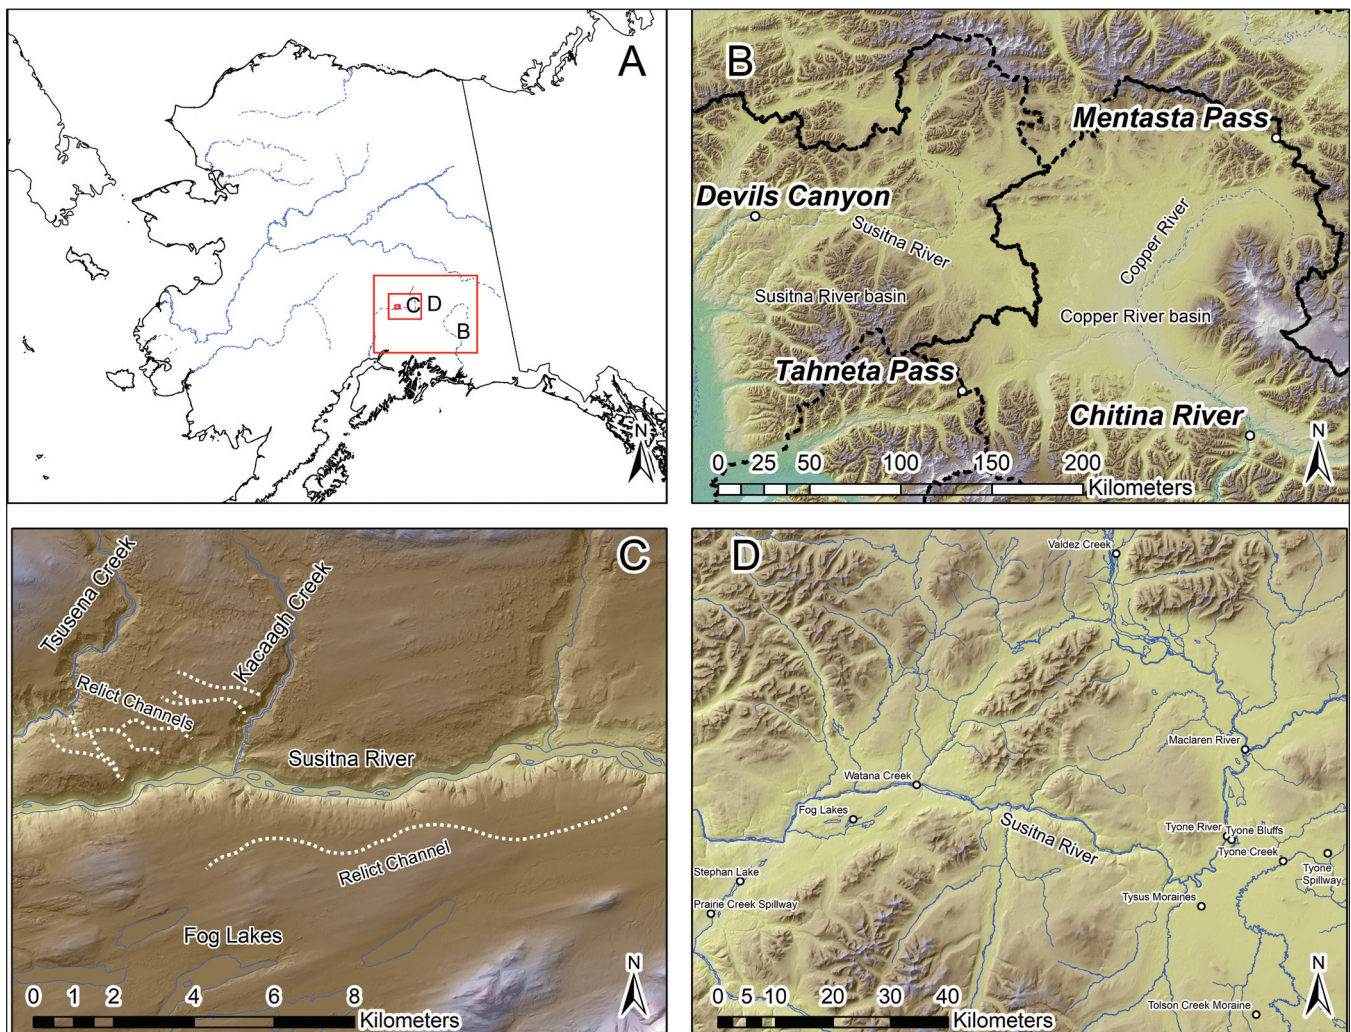 A
C
D
B
N
B
Mentasta Pass
Devils Canyon
Susitna River
Copper River
Susitna River basin
Copper River basin
Tahneta Pass
Chitina River
N
0 25 50 100 150 200
Kilometers
C
Tsusena Creek
Kacaagh Creek
Relict Channels
Susitna River
Relict Channel
Fog Lakes
N
0 1 2 4 6 8
Kilometers
D
Valdez Creek
Maclaren River
Watana Creek
Fog Lakes
Susitna River
Tyone River
Tyone Bluffs
Tyone Creek
Tyone
Spillway
Stephan Lake
Prairie Creek Spillway
Tysus Moraines
N
0 5 10 20 30 40
Kilometers
Tolson Creek Moraine